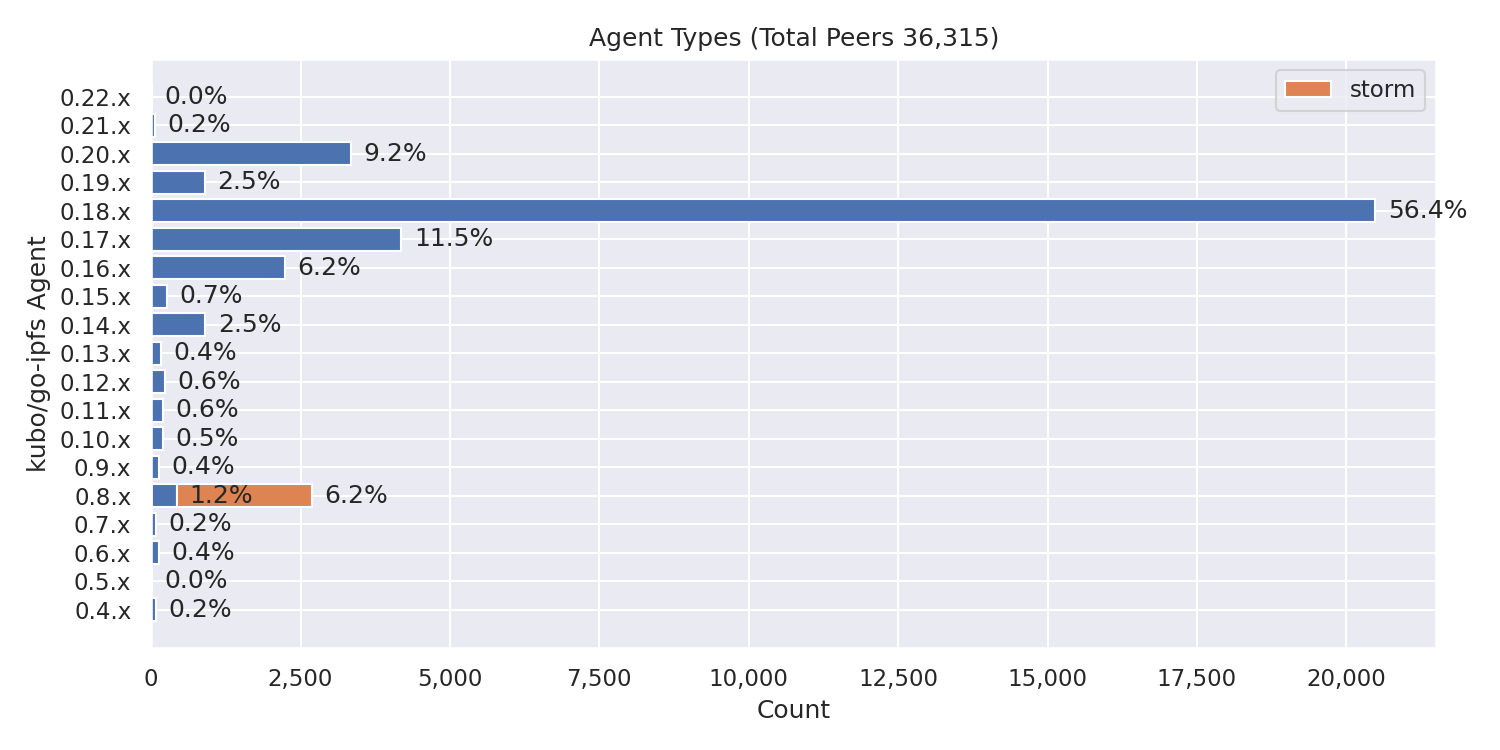 Agent Types (Total Peers 36,315)
storm
kubo/go-ipfs Agent
0.22.x 0.0%
0.21.x 0.2%
0.20.x 9.2%
0.19.x 2.5%
0.18.x 56.4%
0.17.x 11.5%
0.16.x 6.2%
0.15.x 0.7%
0.14.x 2.5%
0.13.x 0.4%
0.12.x 0.6%
0.11.x 0.6%
0.10.x 0.5%
0.9.x 0.4%
0.8.x 1.2% 6.2%
0.7.x 0.2%
0.6.x 0.4%
0.5.x 0.0%
0.4.x 0.2%
0 2,500 5,000 7,500 10,000 12,500 15,000 17,500 20,000
Count